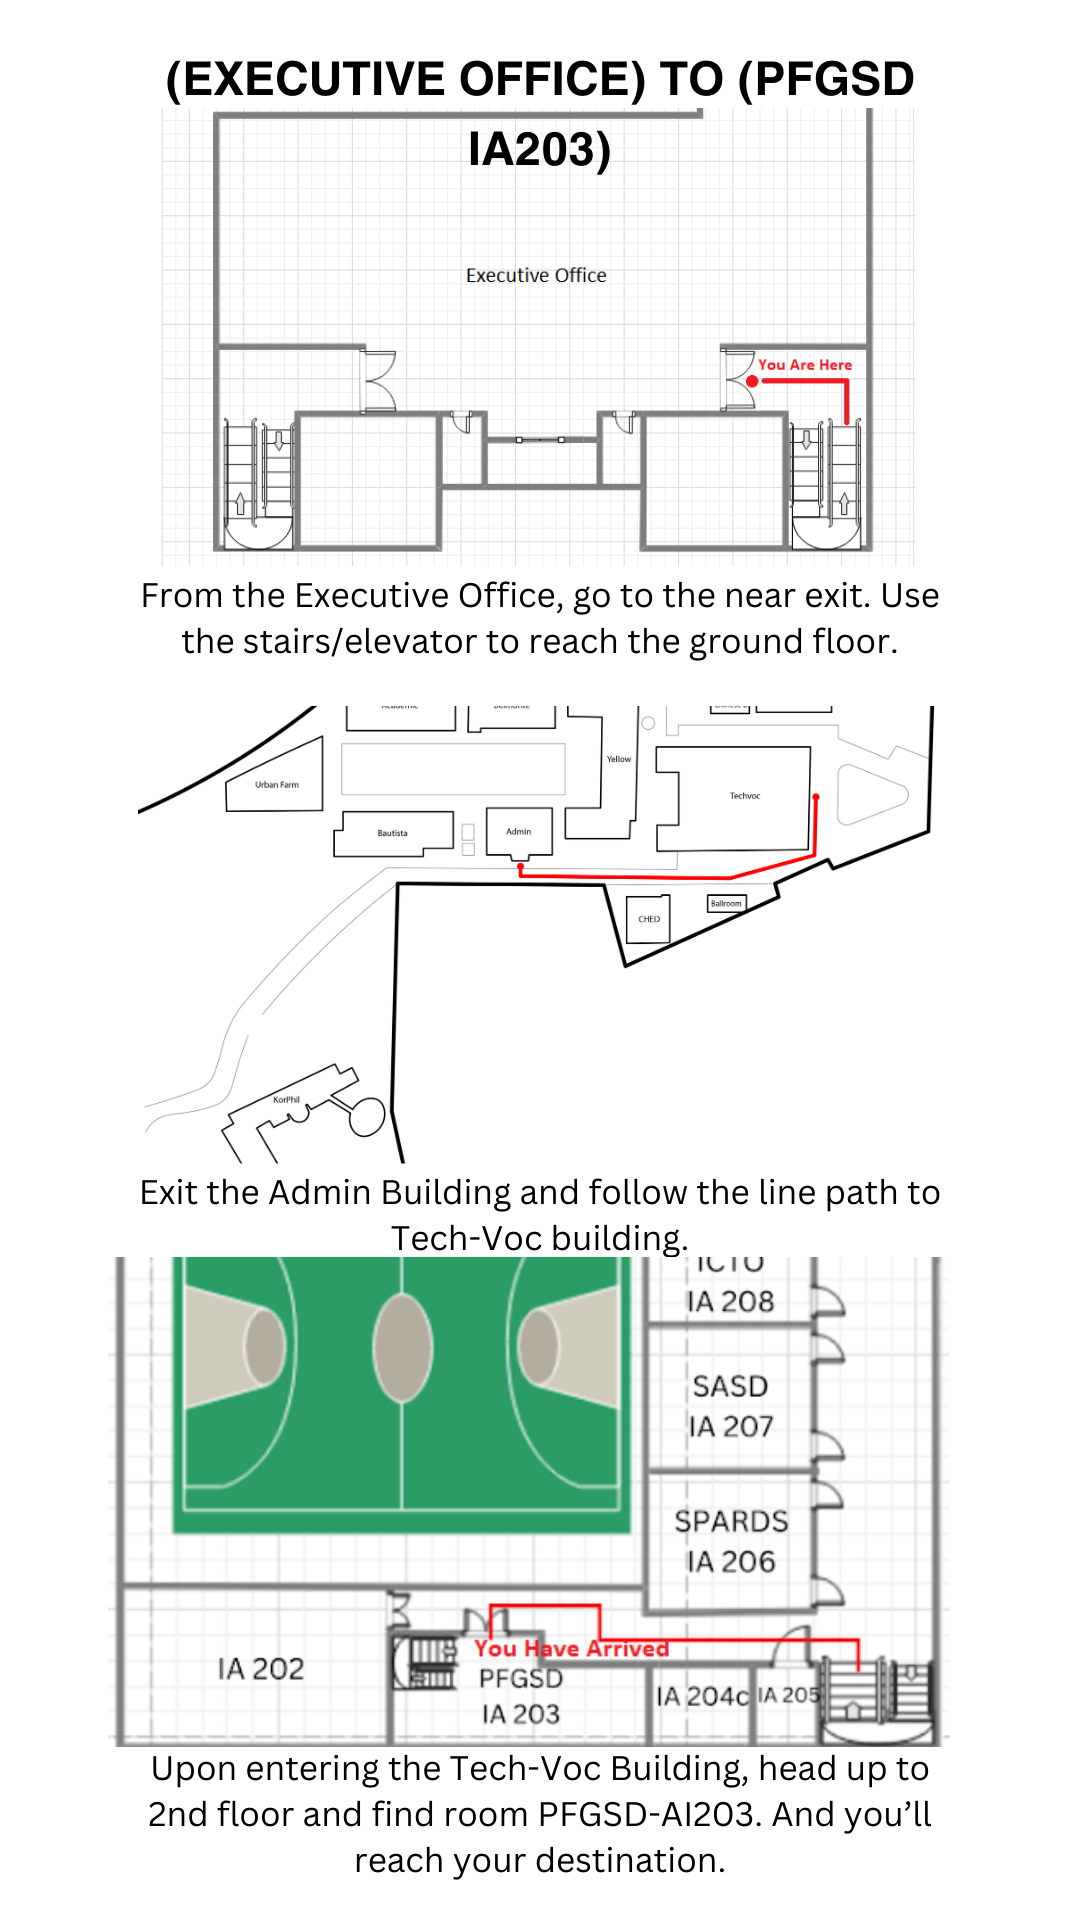 (EXECUTIVE OFFICE) TO (PFGSD
IA203)
Executive Office
You Are Here
From the Executive Office, go to the near exit. Use
the stairs/elevator to reach the ground floor.
Academic
Belmonte
Yellow
Urban Farm
Techvoc
Bautista
Admin
CHED
Ballroom
KorPhil
Exit the Admin Building and follow the line path to
Tech-Voc building.
ICTO
IA 208
SASD
IA 207
SPARDS
IA 206
You Have Arrived
IA 202
PFGSD
IA 203
IA 204c
IA 205
Upon entering the Tech-Voc Building, head up to
2nd floor and find room PFGSD-AI203. And you’ll
reach your destination.